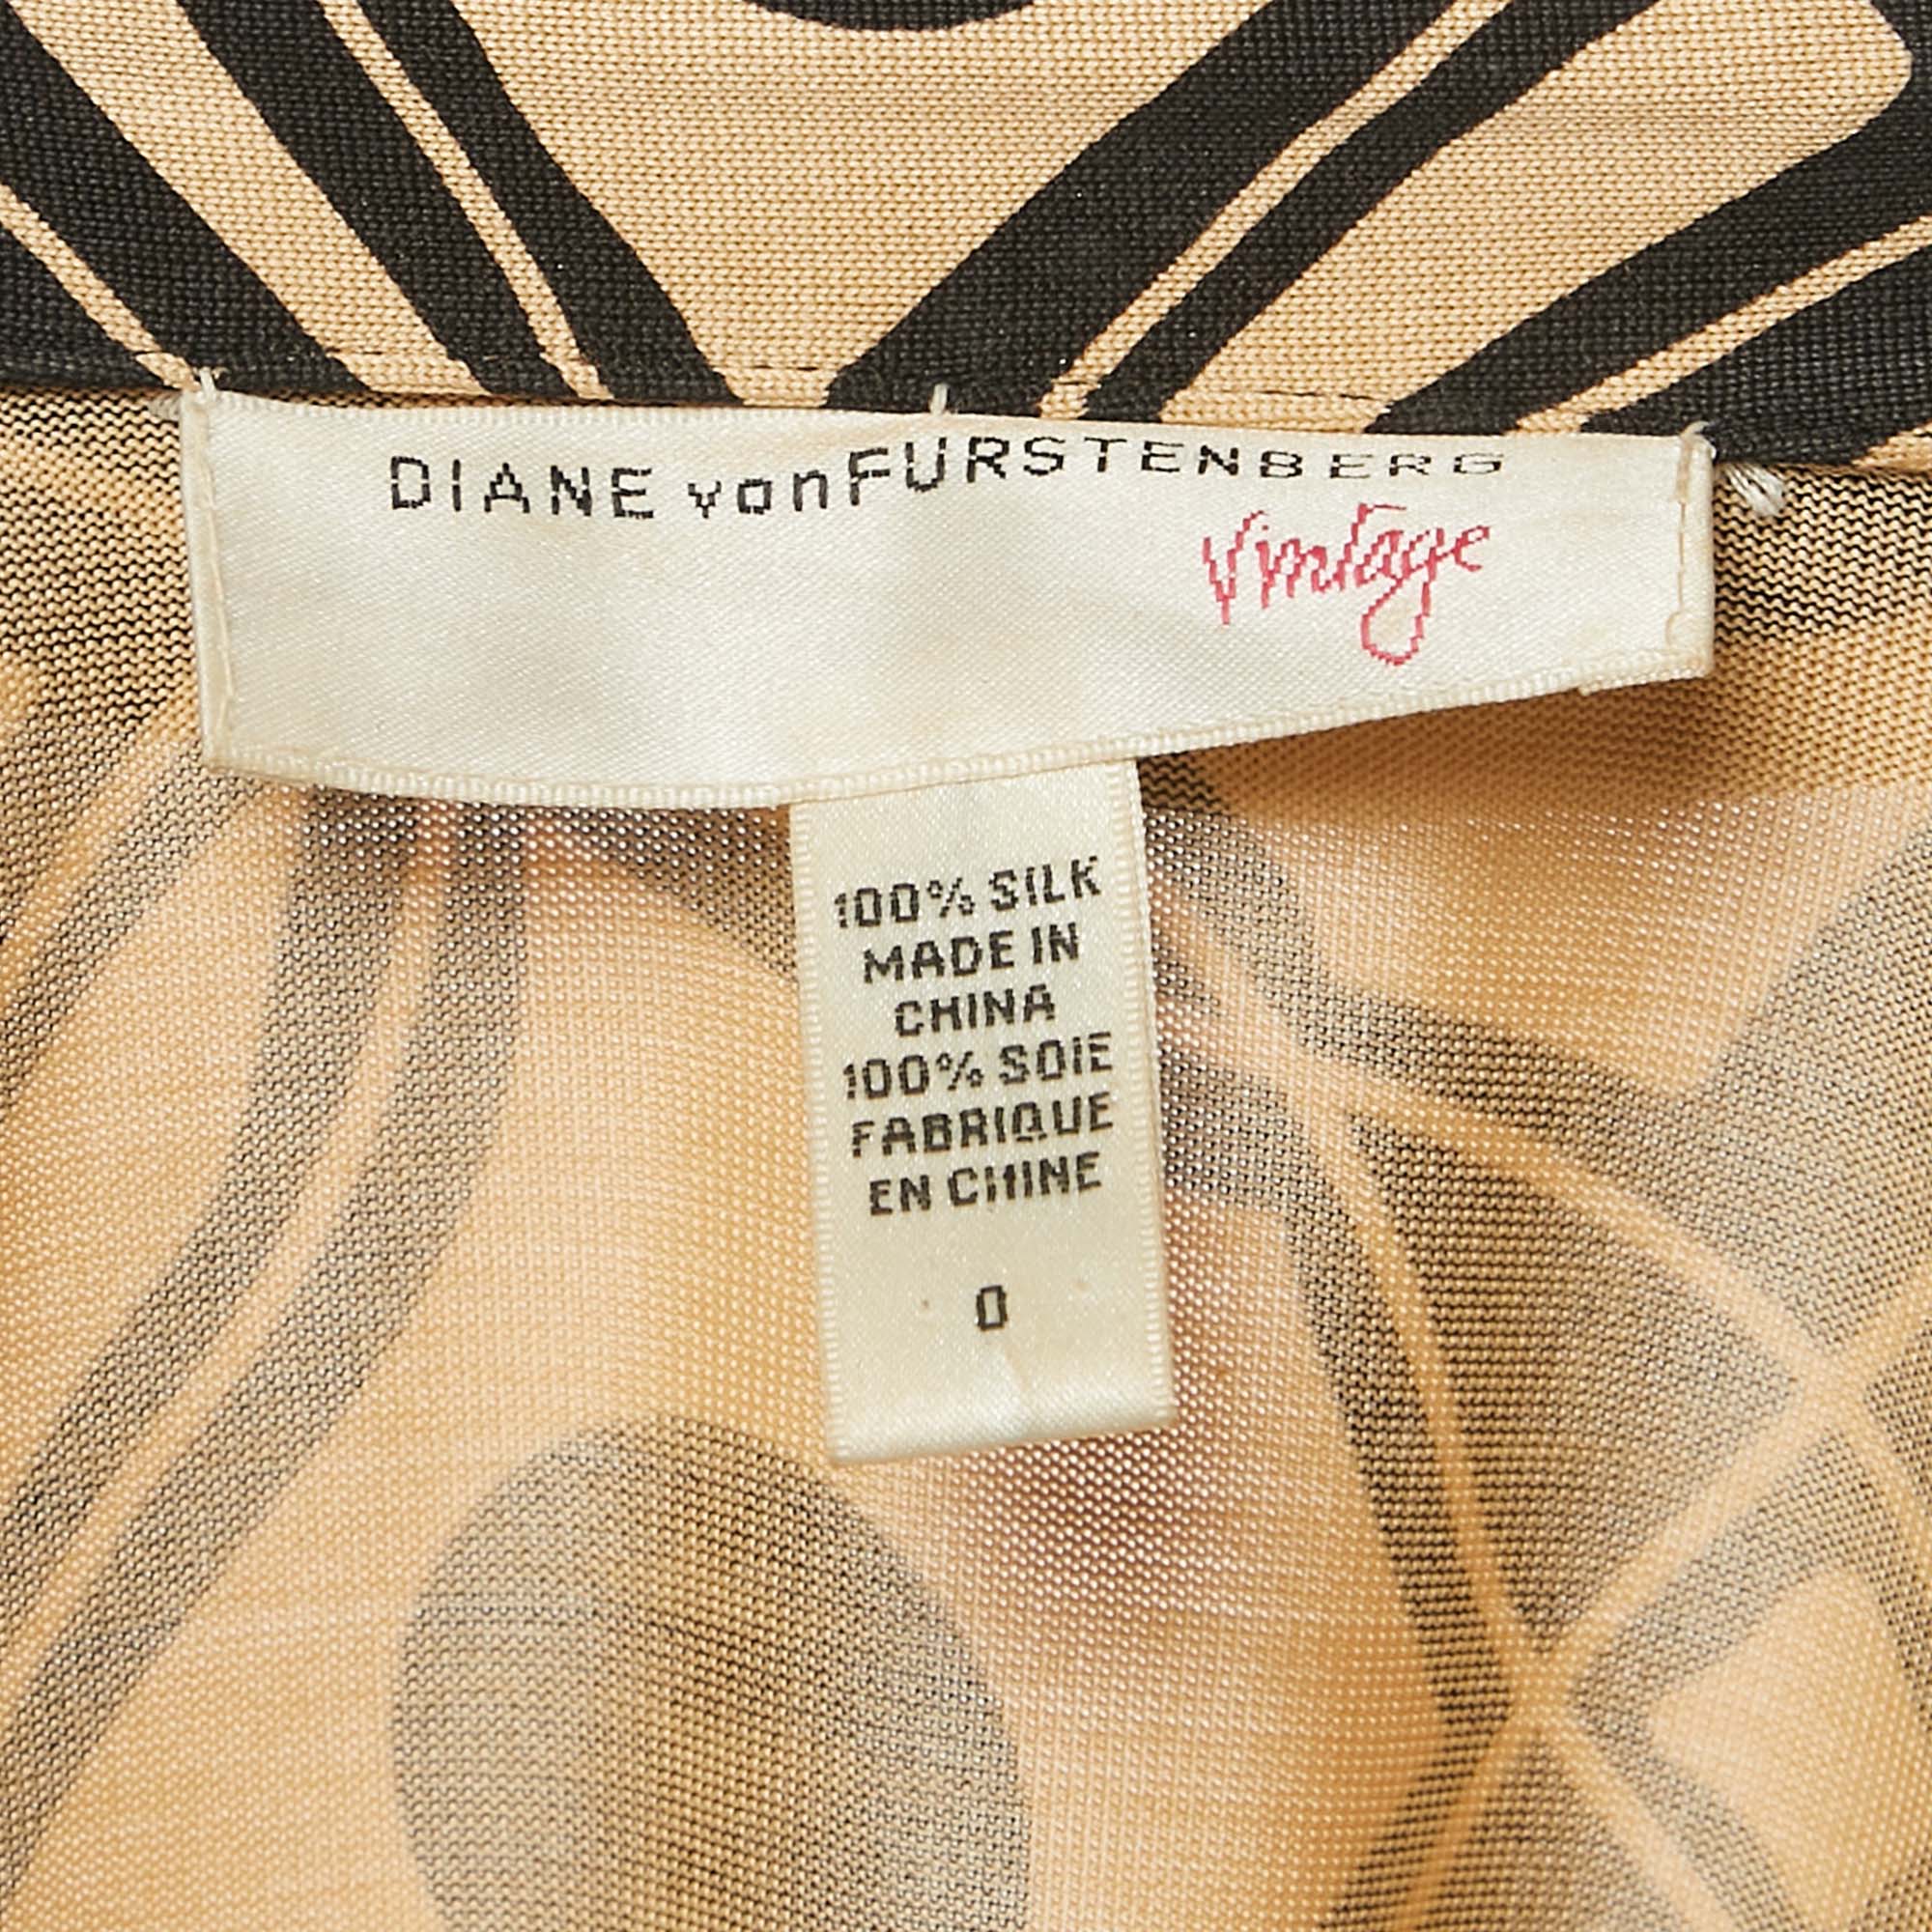 DIANE von FURSTENBERG
Vintage
100% SILK
MADE IN
CHINA
100% SOIE
FABRIQUE
EN CHINE
0